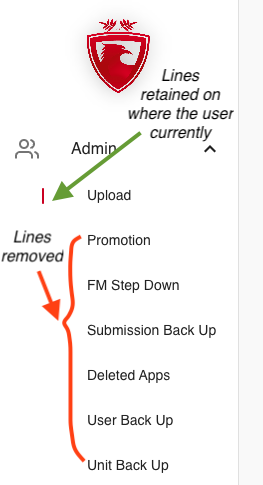 Lines
retained on
where the user
currently
Admin
Upload
Lines
removed
Promotion
FM Step Down
Submission Back Up
Deleted Apps
User Back Up
Unit Back Up